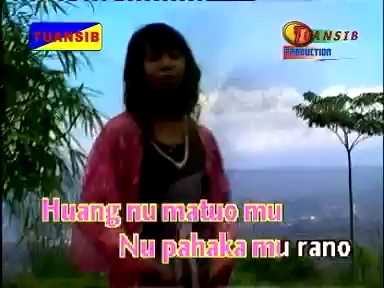 TUANSIB
TUANSIB
PRODUCTION
Huang nu matuo mu
Nu pahaka mu rano